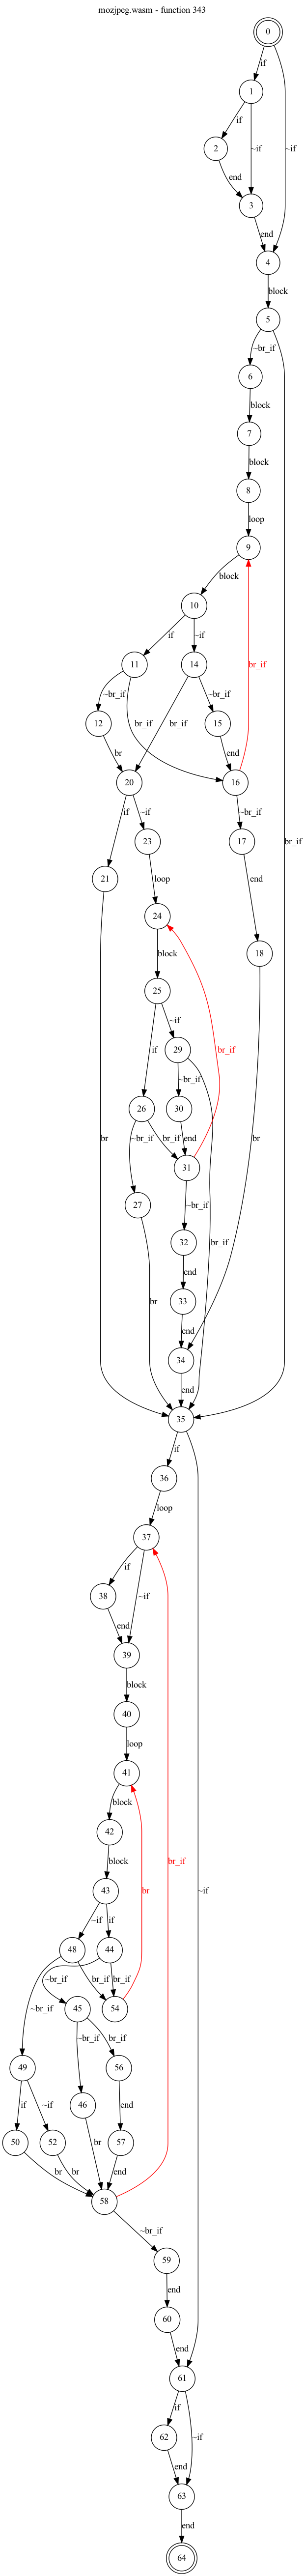 mozjpeg.wasm - function 343
0
if
1
if
2
~if
~if
end
3
end
4
block
5
~br_if
6
block
7
block
8
loop
9
block
br_if
10
if
~if
11
14
~br_if
br_if
br_if
~br_if
12
15
br
end
20
16
if
~if
~br_if
br_if
21
23
17
loop
end
24
18
block
br_if
25
if
~if
29
26
~br_if
30
~br_if
br_if
end
31
27
br
br
~br_if
br_if
32
br
end
33
end
34
end
35
if
36
loop
37
if
~if
38
end
39
block
40
loop
41
block
42
block
br
br_if
~if
43
~if
if
48
44
br_if
br_if
~br_if
~br_if
45
54
~br_if
br_if
49
56
if
~if
46
end
50
52
br
57
br
br
end
58
~br_if
59
end
60
end
61
if
62
~if
end
63
end
64